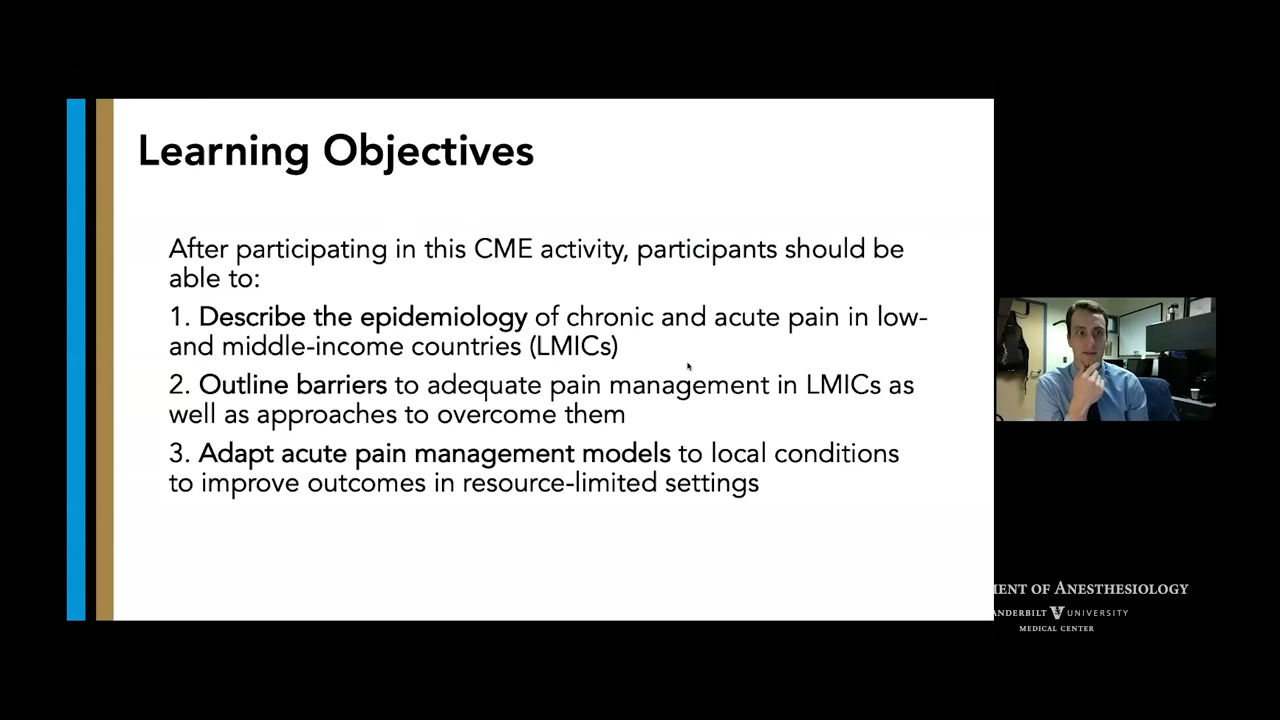 Learning Objectives
After participating in this CME activity, participants should be
able to:
1. Describe the epidemiology of chronic and acute pain in low-
and middle-income countries (LMICs)
2. Outline barriers to adequate pain management in LMICs as
well as approaches to overcome them
3. Adapt acute pain management models to local conditions
to improve outcomes in resource-limited settings
MENT OF ANESTHESIOLOGY
ANDERBILT UNIVERSITY
MEDICAL CENTER